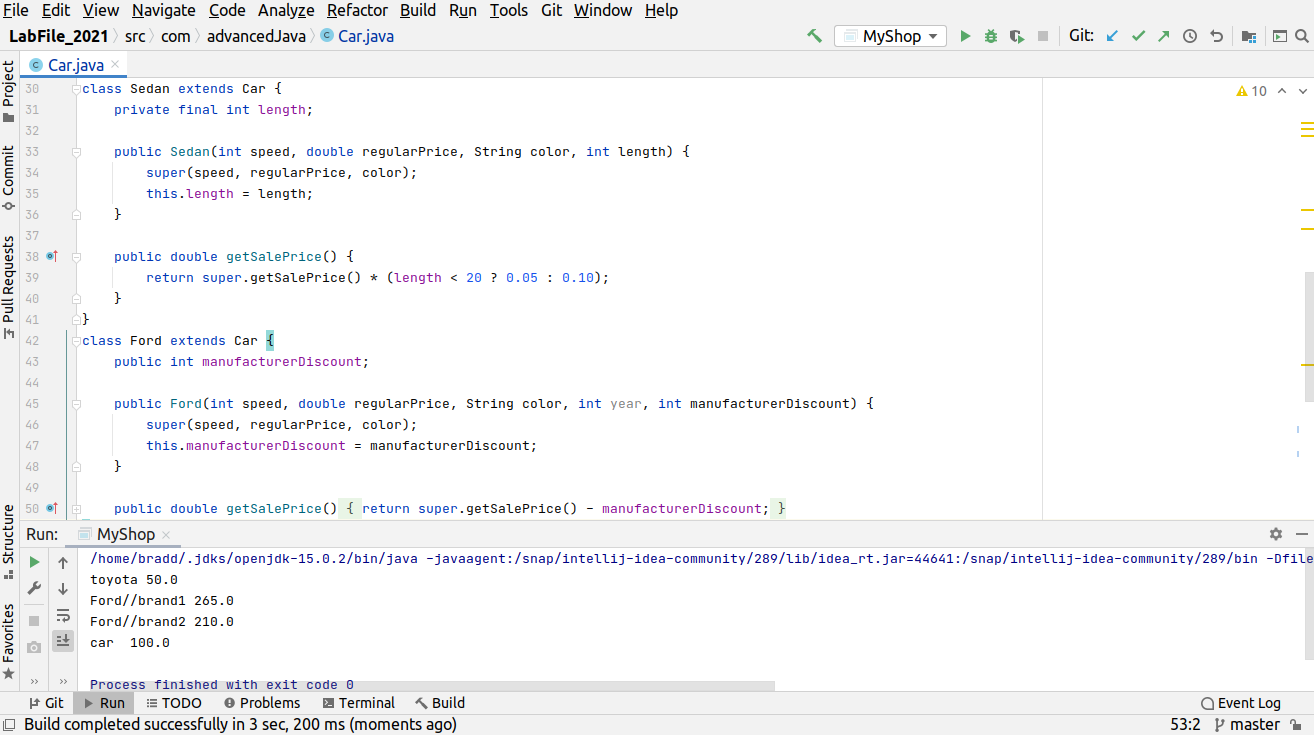 File Edit View Navigate Code Analyze Refactor Build Run Tools Git Window Help
LabFile_2021 src com advancedJava Car.java MyShop Git:
Car.java
Project
Commit
Pull Requests
Structure
Favorites
10
30 class Sedan extends Car {
31 private final int length;
32
33 public Sedan(int speed, double regularPrice, String color, int length) {
34 super(speed, regularPrice, color);
35 this.length = length;
36 }
37
38 public double getSalePrice() {
39 return super.getSalePrice() * (length < 20 ? 0.05 : 0.10);
40 }
41 }
42 class Ford extends Car {
43 public int manufacturerDiscount;
44
45 public Ford(int speed, double regularPrice, String color, int year, int manufacturerDiscount) {
46 super(speed, regularPrice, color);
47 this.manufacturerDiscount = manufacturerDiscount;
48 }
49
50 public double getSalePrice() { return super.getSalePrice() - manufacturerDiscount; }
Run: MyShop
/home/bradd/.jdks/openjdk-15.0.2/bin/java -javaagent:/snap/intellij-idea-community/289/lib/idea_rt.jar=44641:/snap/intellij-idea-community/289/bin -Dfile
toyota 50.0
Ford//brand1 265.0
Ford//brand2 210.0
car  100.0
Process finished with exit code 0
Git Run TODO Problems Terminal Build Event Log
Build completed successfully in 3 sec, 200 ms (moments ago) 53:2 master